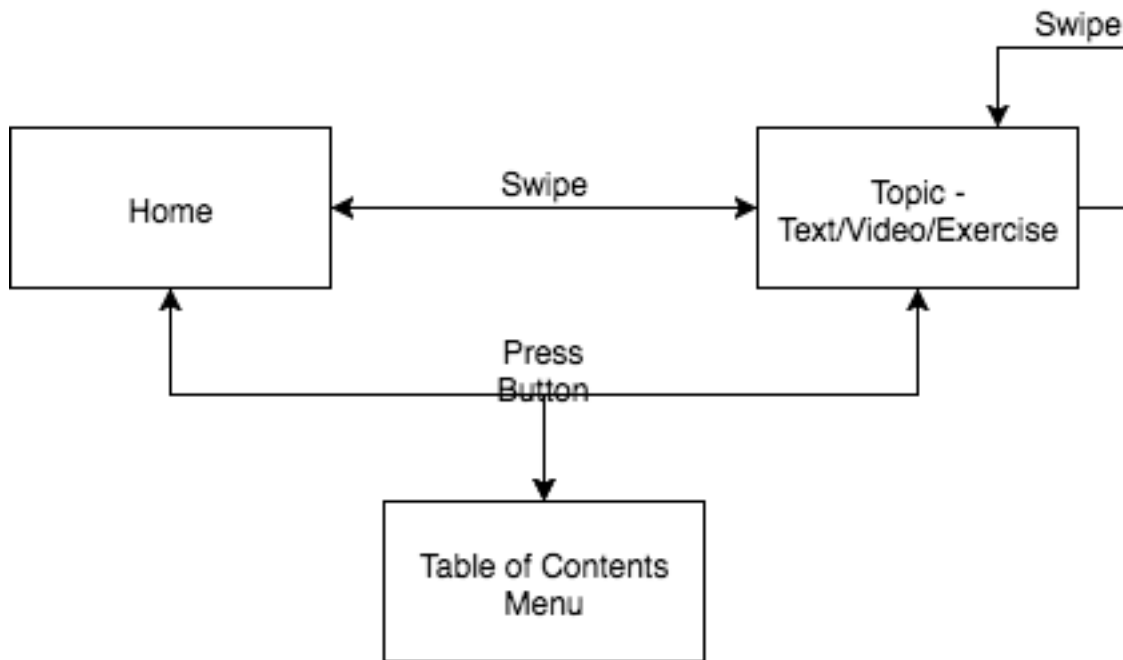 Swipe
Home
Swipe
Topic -
Text/Video/Exercise
Press
Button
Table of Contents
Menu